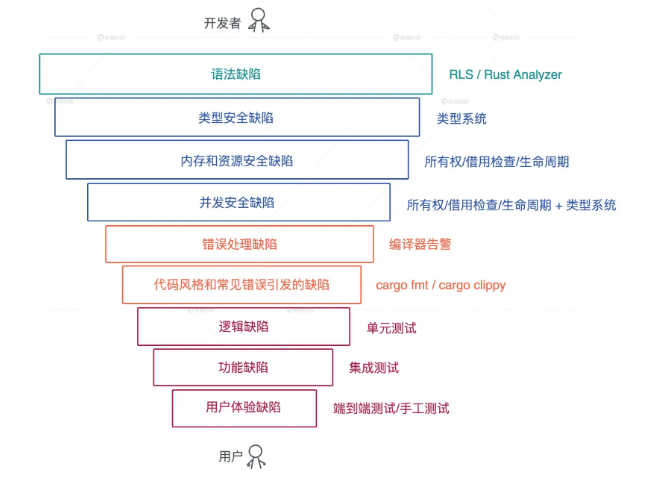 开发者
语法缺陷 RLS / Rust Analyzer
类型安全缺陷 类型系统
内存和资源安全缺陷 所有权/借用检查/生命周期
并发安全缺陷 所有权/借用检查/生命周期 + 类型系统
错误处理缺陷 编译器告警
代码风格和常见错误引发的缺陷 cargo fmt / cargo clippy
逻辑缺陷 单元测试
功能缺陷 集成测试
用户体验缺陷 端到端测试/手工测试
用户